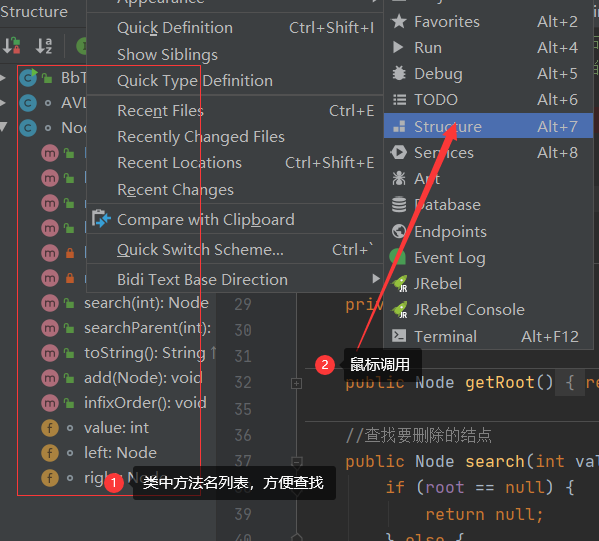 Structure
BbT
AVL
Nod
search(int): Node
searchParent(int):
toString(): String ↑
add(Node): void
infixOrder(): void
value: int
left: Node
right: Node
1 类中方法名列表，方便查找
Appearance
Quick Definition Ctrl+Shift+I
Show Siblings
Quick Type Definition
Recent Files Ctrl+E
Recently Changed Files
Recent Locations Ctrl+Shift+E
Recent Changes
Compare with Clipboard
Quick Switch Scheme... Ctrl+`
Bidi Text Base Direction
Favorites Alt+2
Run Alt+4
Debug Alt+5
TODO Alt+6
Structure Alt+7
Services Alt+8
Ant
Database
Endpoints
Event Log
JRebel
JRebel Console
Terminal Alt+F12
2 鼠标调用
29 priv
30
31
32 public Node getRoot() { re
35
36 //查找要删除的结点
37 public Node search(int val
38 if (root == null) {
39 return null;
40 } else {